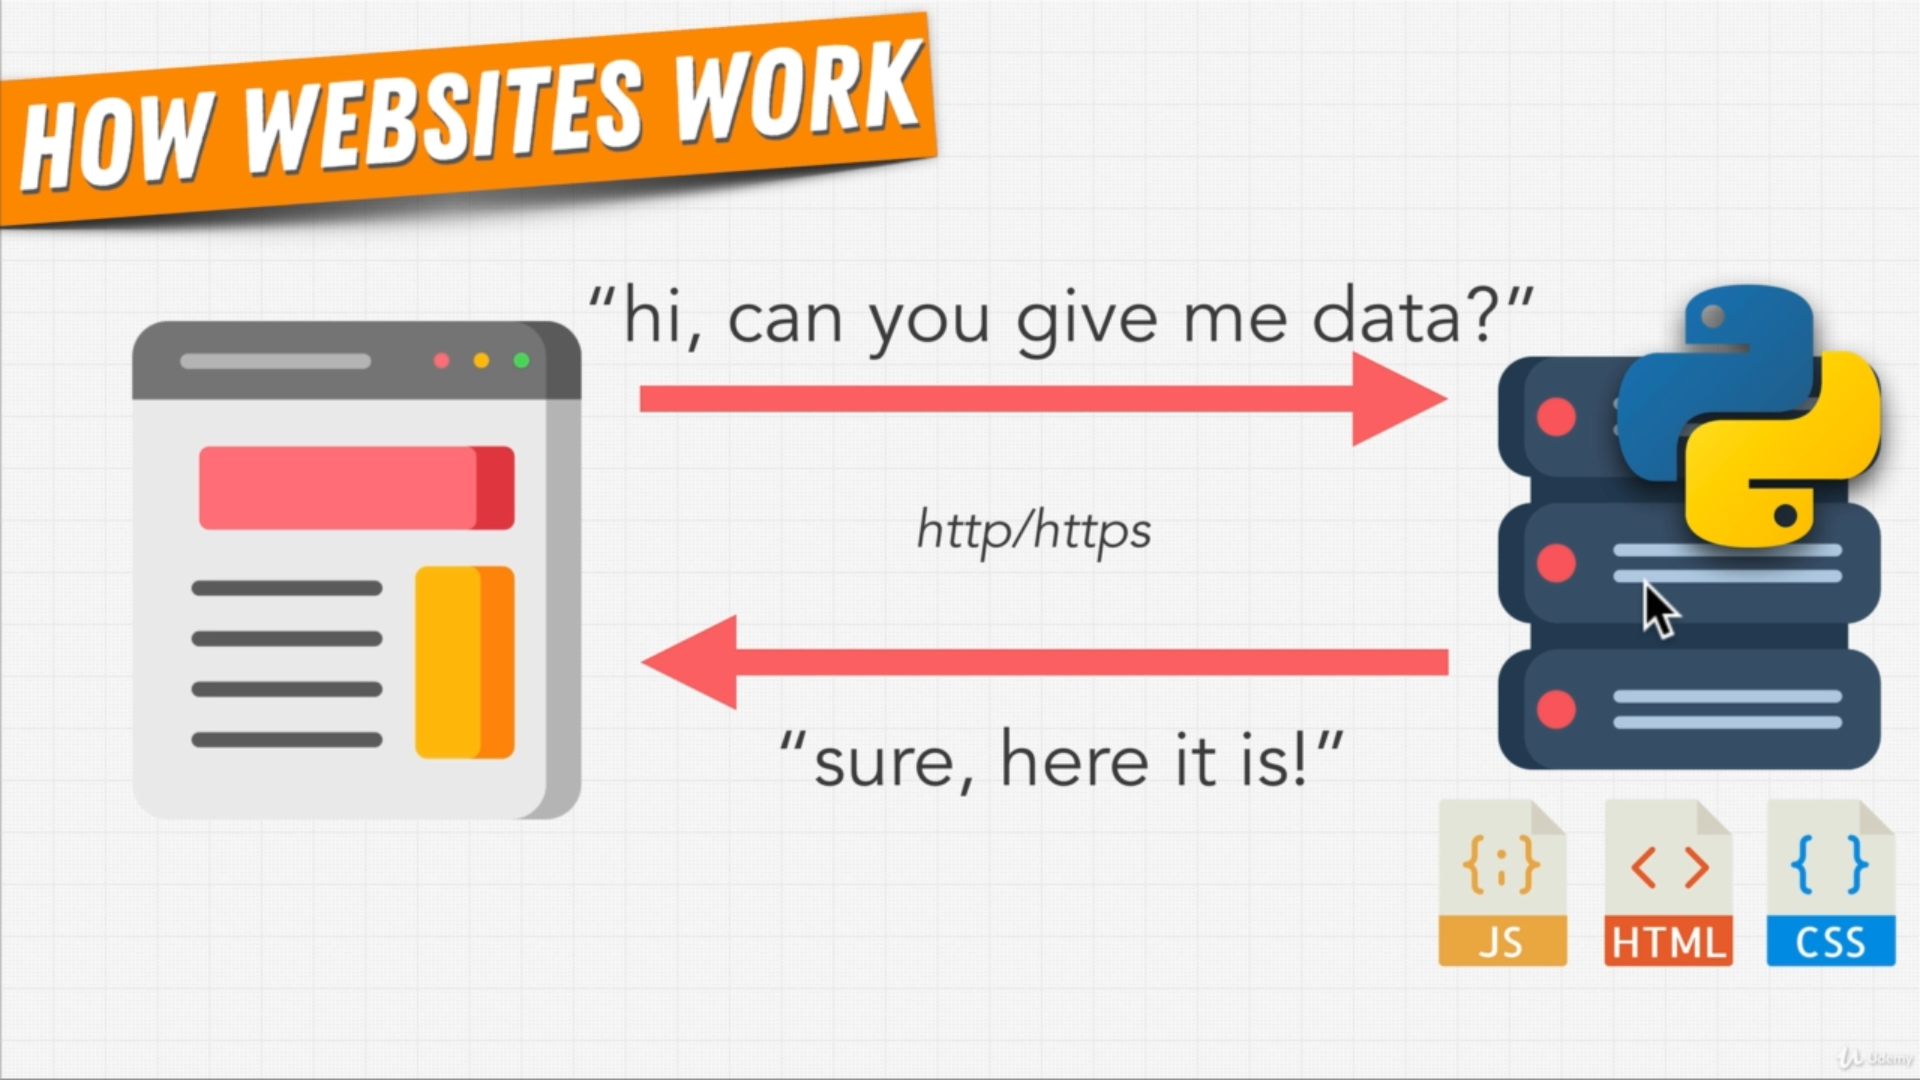 HOW WEBSITES WORK
“hi, can you give me data?”
http/https
“sure, here it is!”
{;}
JS
< >
HTML
{ }
CSS
Udemy